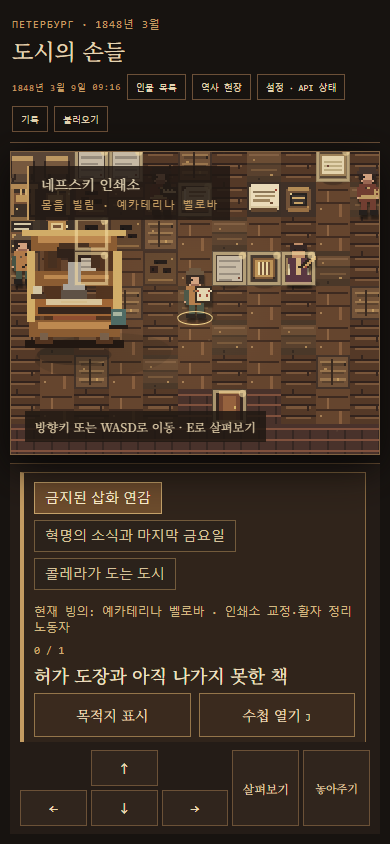 ПЕТЕРБУРГ · 1848년 3월
도시의 손들
1848년 3월 9일 09:16 인물 목록 역사 현장 설정 · API 상태
기록 불러오기
네프스키 인쇄소
몸을 빌림 · 예카테리나 벨로바
방향키 또는 WASD로 이동 · E로 살펴보기
금지된 삽화 연감
혁명의 소식과 마지막 금요일
콜레라가 도는 도시
현재 빙의: 예카테리나 벨로바 · 인쇄소 교정·활자 정리
노동자
0 / 1
허가 도장과 아직 나가지 못한 책
목적지 표시 수첩 열기 J
↑
← ↓ → 살펴보기 놓아주기